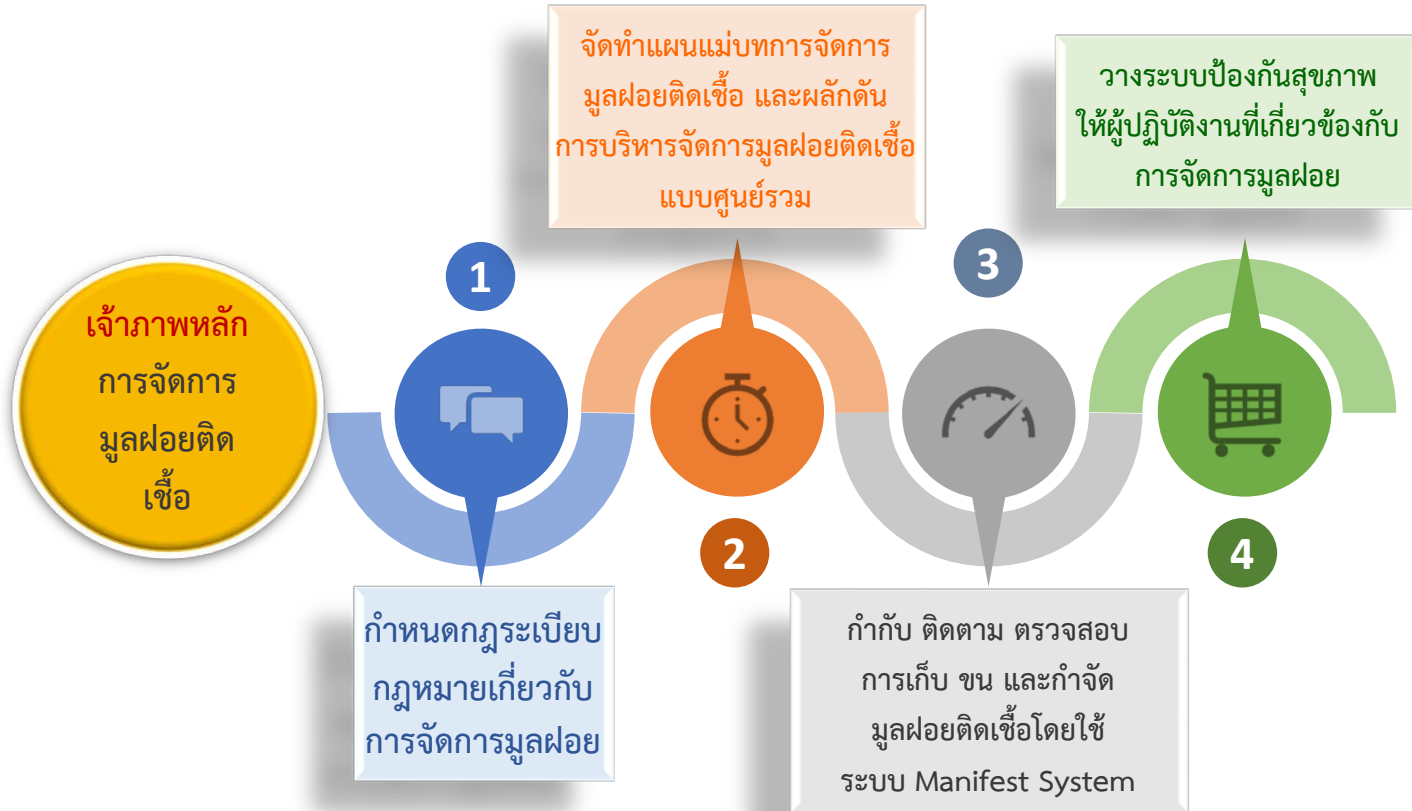 เจ้าภาพหลัก
การจัดการ
มูลฝอยติด
เชื้อ
1
กำหนดกฎระเบียบ
กฎหมายเกี่ยวกับ
การจัดการมูลฝอย
จัดทำแผนแม่บทการจัดการ
มูลฝอยติดเชื้อ และผลักดัน
การบริหารจัดการมูลฝอยติดเชื้อ
แบบศูนย์รวม
2
3
กำกับ ติดตาม ตรวจสอบ
การเก็บ ขน และกำจัด
มูลฝอยติดเชื้อโดยใช้
ระบบ Manifest System
วางระบบป้องกันสุขภาพ
ให้ผู้ปฏิบัติงานที่เกี่ยวข้องกับ
การจัดการมูลฝอย
4